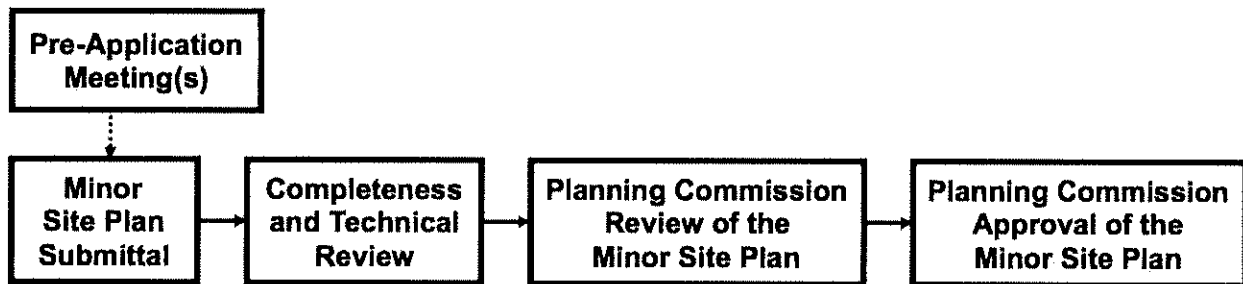 Pre-Application
Meeting(s)
Minor
Site Plan
Submittal
Completeness
and Technical
Review
Planning Commission
Review of the
Minor Site Plan
Planning Commission
Approval of the
Minor Site Plan